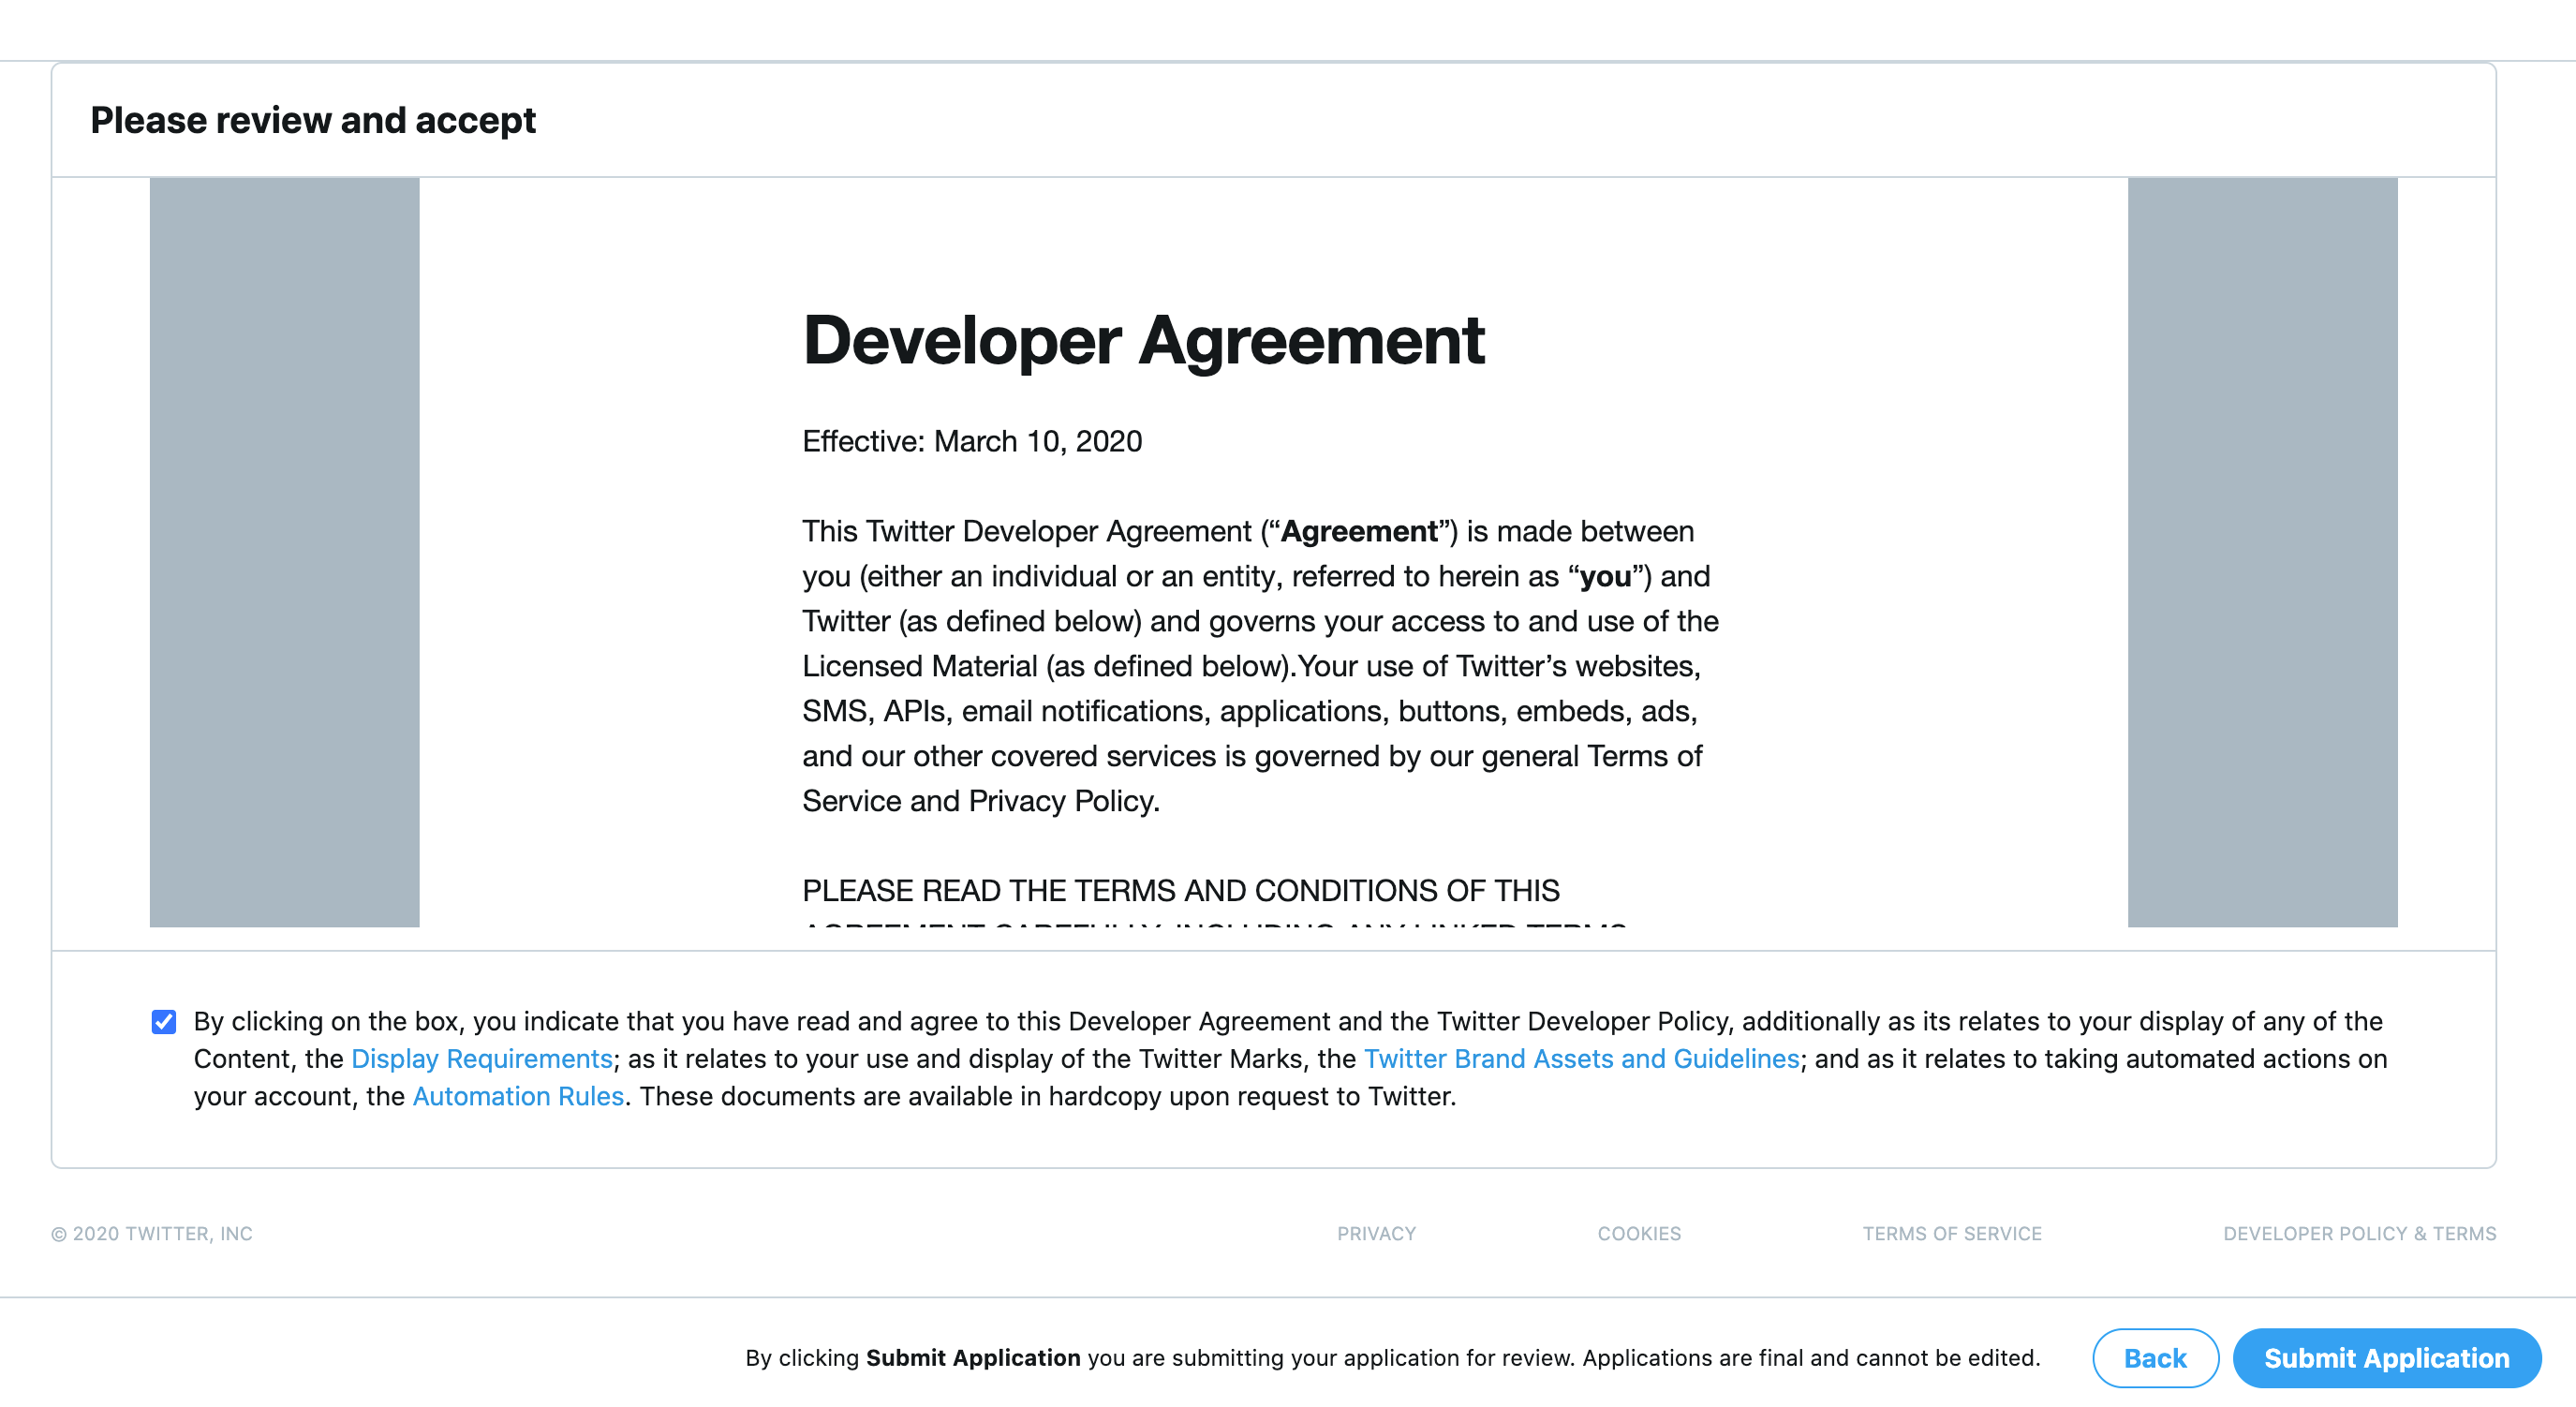 Please review and accept
Developer Agreement
Effective: March 10, 2020
This Twitter Developer Agreement (“Agreement”) is made between
you (either an individual or an entity, referred to herein as “you”) and
Twitter (as defined below) and governs your access to and use of the
Licensed Material (as defined below).Your use of Twitter’s websites,
SMS, APIs, email notifications, applications, buttons, embeds, ads,
and our other covered services is governed by our general Terms of
Service and Privacy Policy.
PLEASE READ THE TERMS AND CONDITIONS OF THIS
AGREEMENT CAREFULLY, INCLUDING ANY LINKED TERMS
By clicking on the box, you indicate that you have read and agree to this Developer Agreement and the Twitter Developer Policy, additionally as its relates to your display of any of the
Content, the Display Requirements; as it relates to your use and display of the Twitter Marks, the Twitter Brand Assets and Guidelines; and as it relates to taking automated actions on
your account, the Automation Rules. These documents are available in hardcopy upon request to Twitter.
© 2020 TWITTER, INC PRIVACY COOKIES TERMS OF SERVICE DEVELOPER POLICY & TERMS
By clicking Submit Application you are submitting your application for review. Applications are final and cannot be edited. Back Submit Application